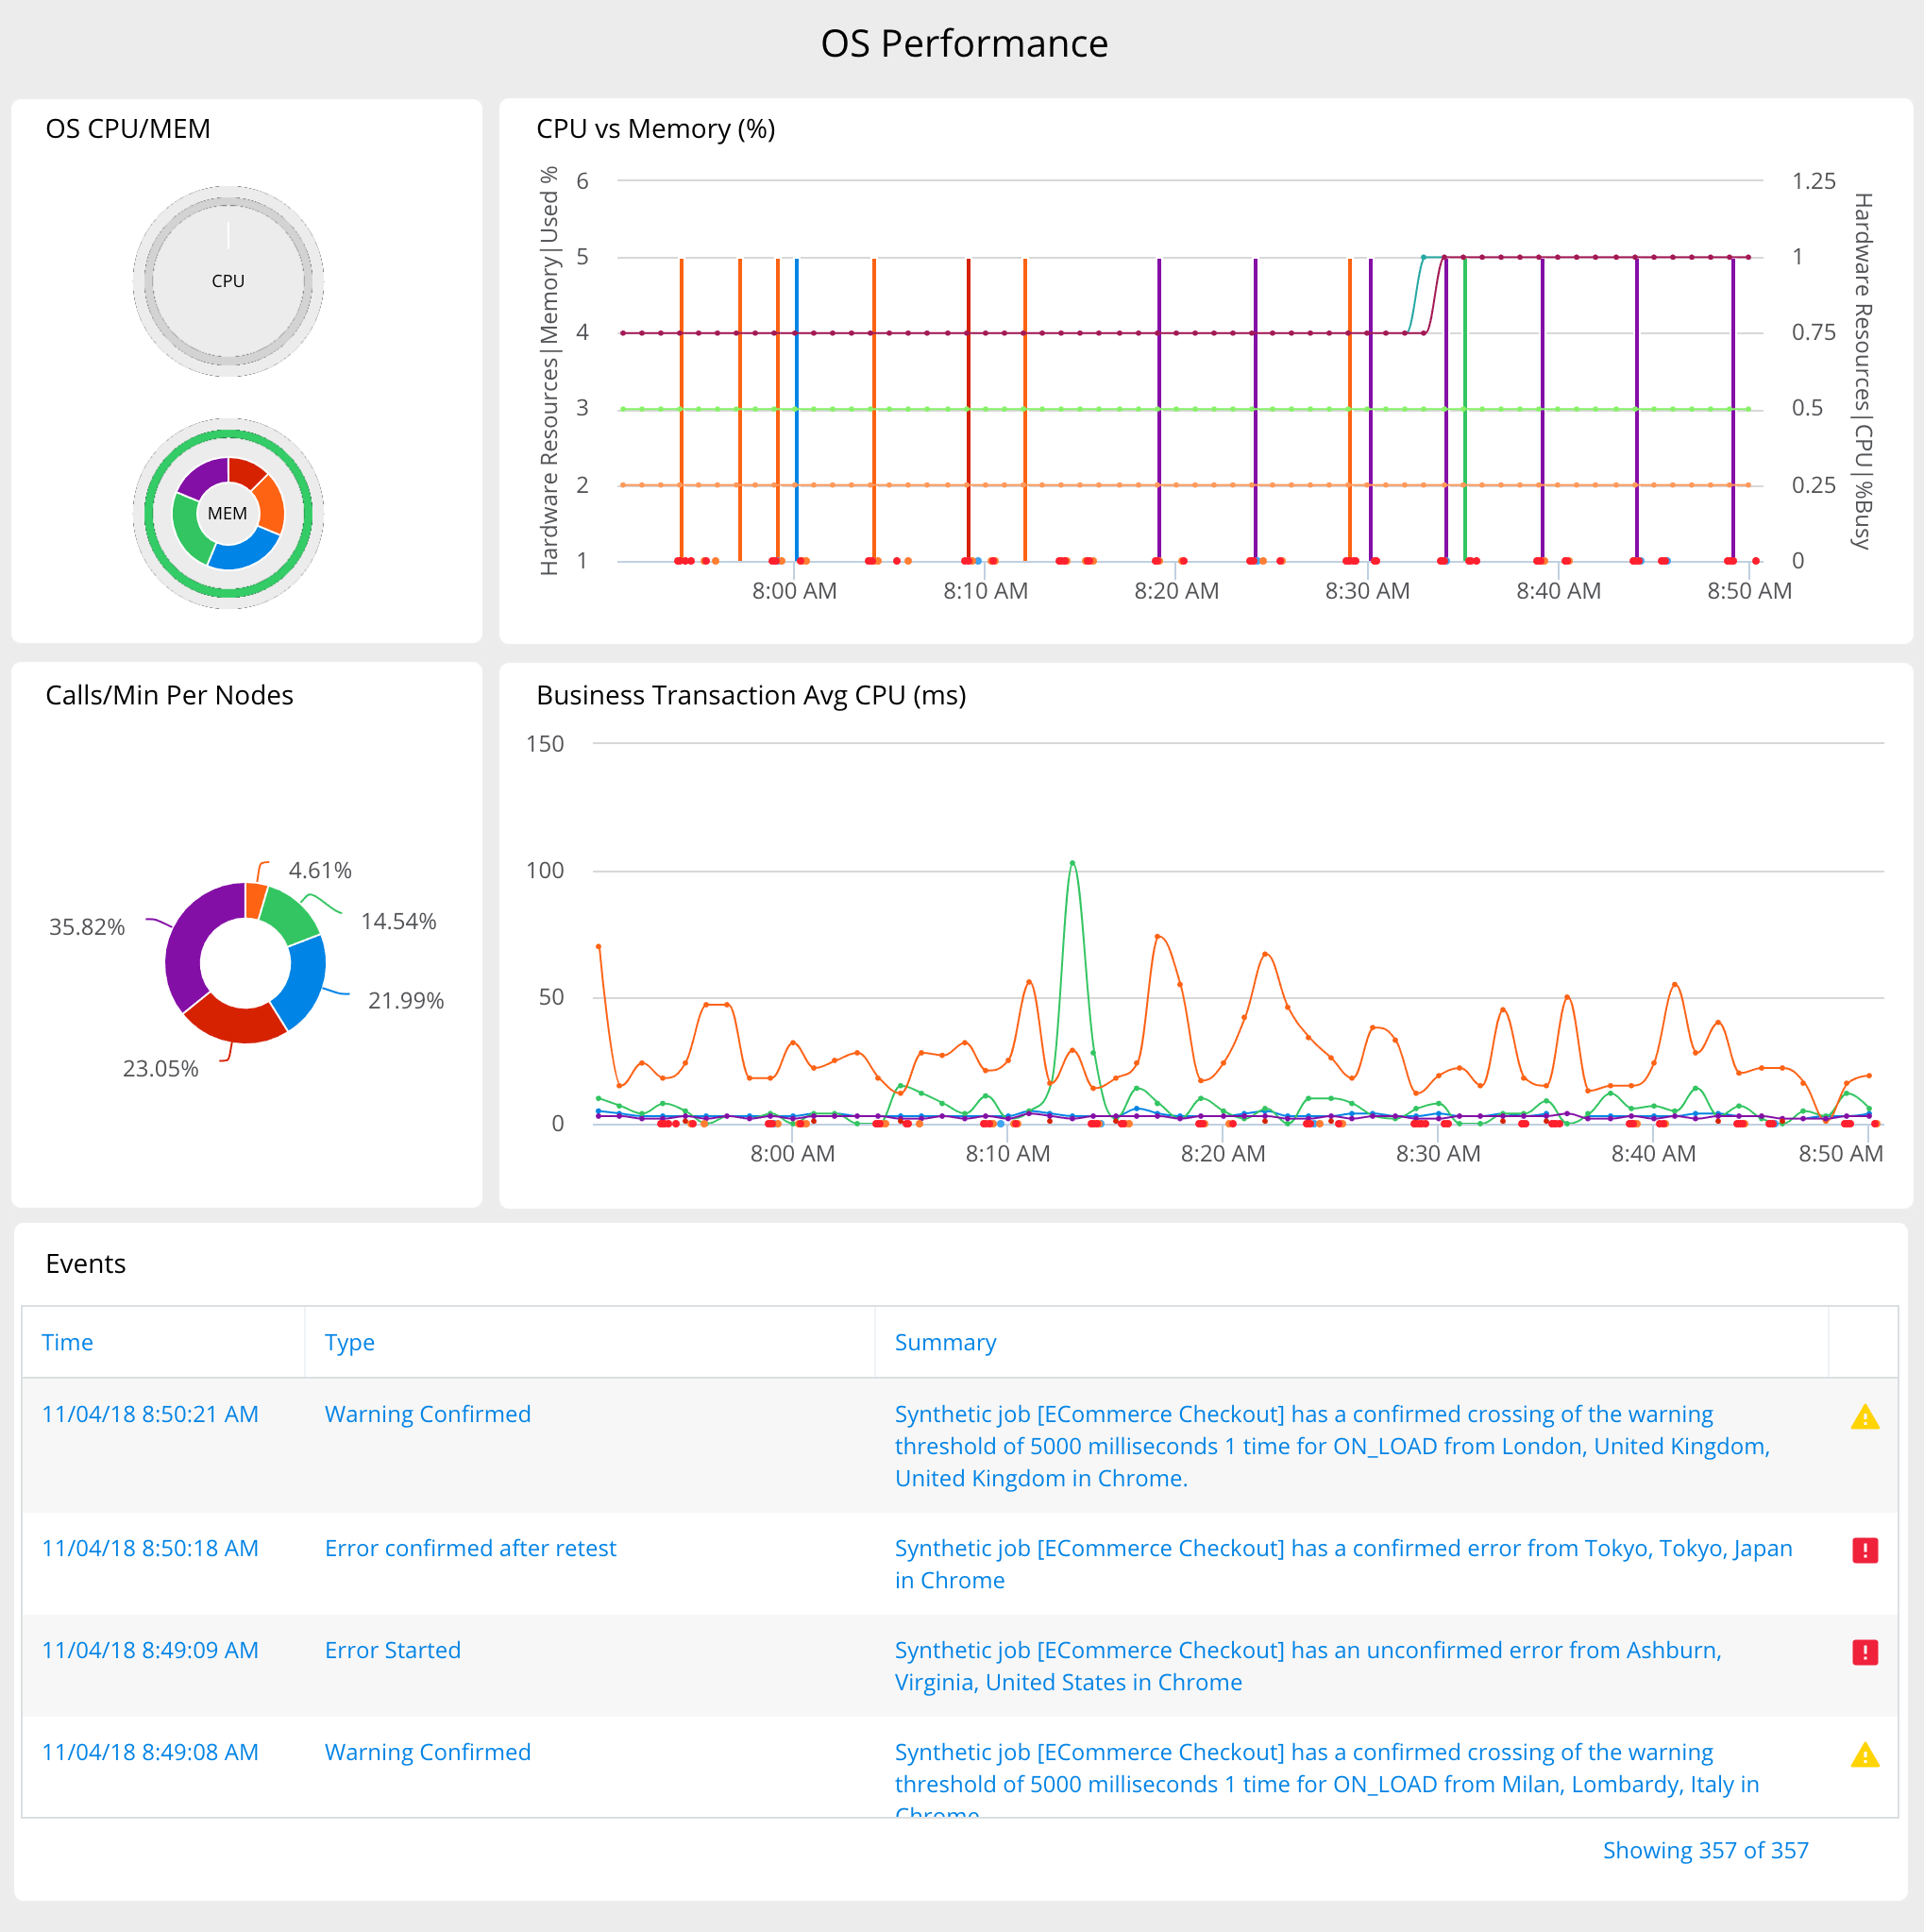 OS Performance
OS CPU/MEM
CPU
MEM
CPU vs Memory (%)
Hardware Resources|Memory|Used %
6
5
4
3
2
1
1.25
1
0.75
0.5
0.25
0
Hardware Resources|CPU|%Busy
8:00 AM
8:10 AM
8:20 AM
8:30 AM
8:40 AM
8:50 AM
Calls/Min Per Nodes
4.61%
14.54%
35.82%
21.99%
23.05%
Business Transaction Avg CPU (ms)
150
100
50
0
8:00 AM
8:10 AM
8:20 AM
8:30 AM
8:40 AM
8:50 AM
Events
Time Type Summary
11/04/18 8:50:21 AM Warning Confirmed Synthetic job [ECommerce Checkout] has a confirmed crossing of the warning
threshold of 5000 milliseconds 1 time for ON_LOAD from London, United Kingdom,
United Kingdom in Chrome.
11/04/18 8:50:18 AM Error confirmed after retest Synthetic job [ECommerce Checkout] has a confirmed error from Tokyo, Tokyo, Japan
in Chrome
11/04/18 8:49:09 AM Error Started Synthetic job [ECommerce Checkout] has an unconfirmed error from Ashburn,
Virginia, United States in Chrome
11/04/18 8:49:08 AM Warning Confirmed Synthetic job [ECommerce Checkout] has a confirmed crossing of the warning
threshold of 5000 milliseconds 1 time for ON_LOAD from Milan, Lombardy, Italy in
Chrome
Showing 357 of 357